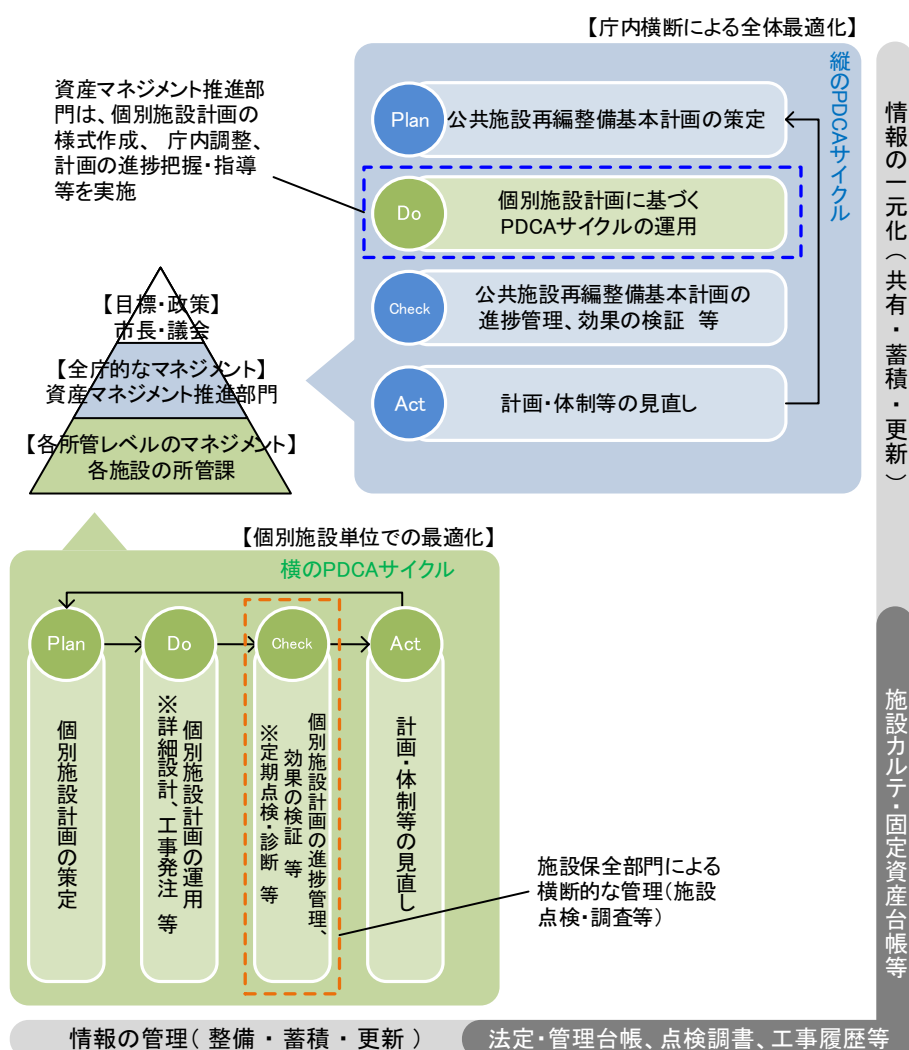 【庁内横断による全体最適化】
縦のPDCAサイクル
資産マネジメント推進部
門は、個別施設計画の
様式作成、 庁内調整、
計画の進捗把握・指導
等を実施
Plan
公共施設再編整備基本計画の策定
Do
個別施設計画に基づく
PDCAサイクルの運用
Check
公共施設再編整備基本計画の
進捗管理、効果の検証 等
Act
計画・体制等の見直し
【目標・政策】
市長・議会
【全庁的なマネジメント】
資産マネジメント推進部門
【各所管レベルのマネジメント】
各施設の所管課
【個別施設単位での最適化】
横のPDCAサイクル
Plan
個別施設計画の策定
Do
個別施設計画の運用
※詳細設計、工事発注 等
Check
個別施設計画の進捗管理、
効果の検証 等
※定期点検・診断 等
Act
計画・体制等の見直し
施設保全部門による
横断的な管理(施設
点検・調査等)
情報の一元化(共有・蓄積・更新)
施設カルテ・固定資産台帳等
情報の管理( 整備 ・ 蓄積 ・ 更新 )
法定・管理台帳、点検調書、工事履歴等